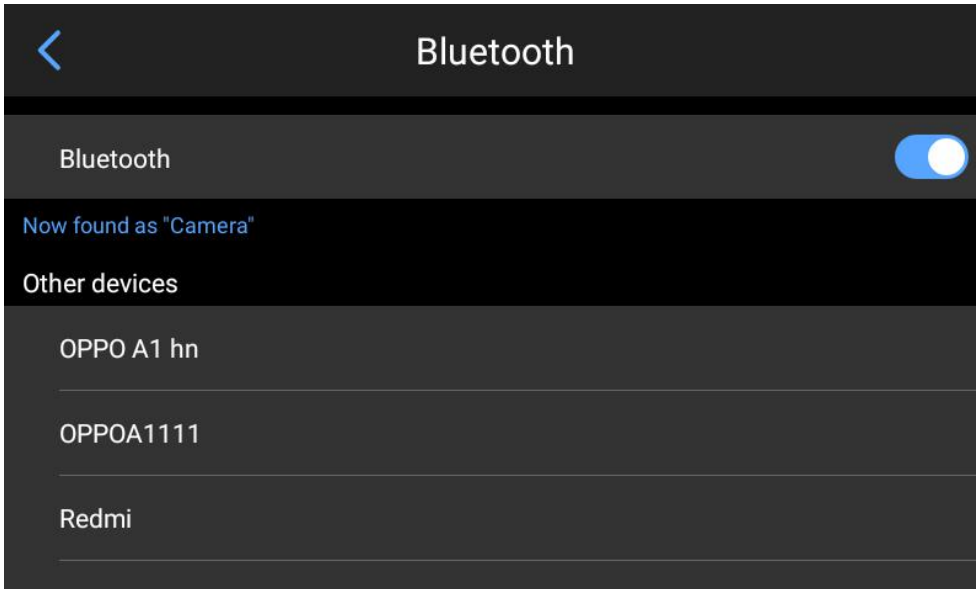 Bluetooth
Bluetooth
Now found as "Camera"
Other devices
OPPO A1 hn
OPPOA1111
Redmi